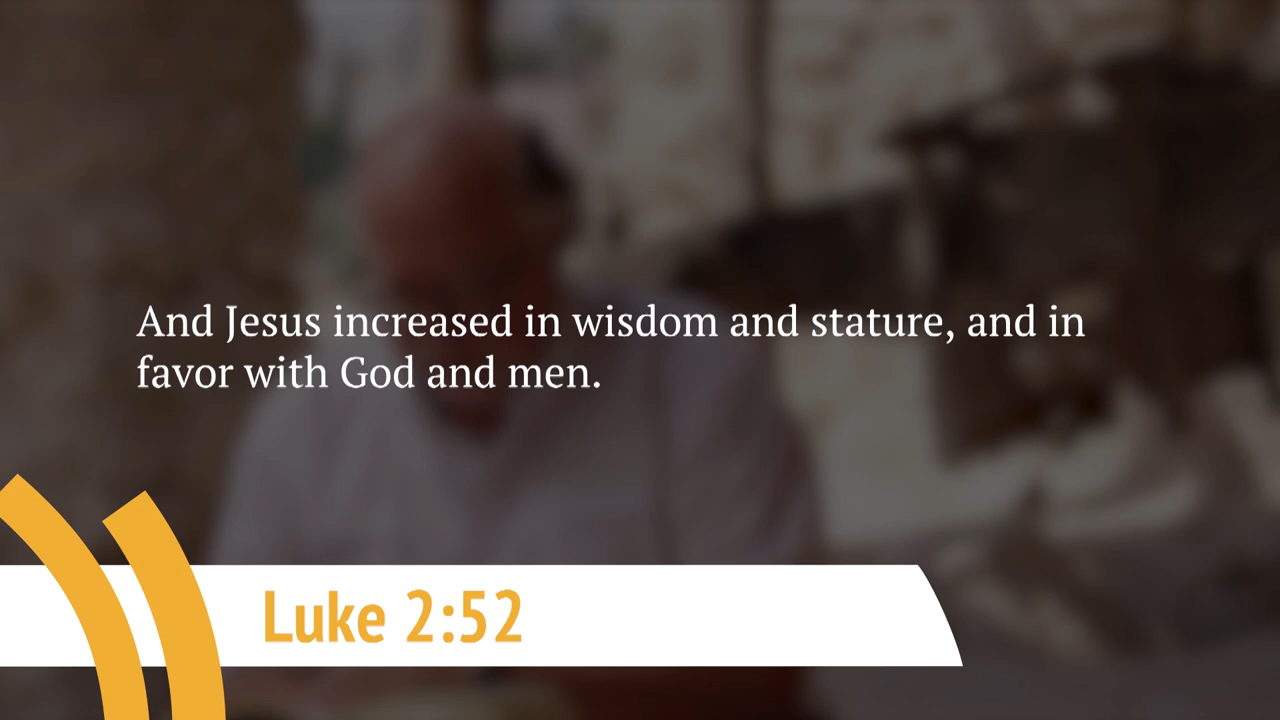 And Jesus increased in wisdom and stature, and in
favor with God and men.
Luke 2:52